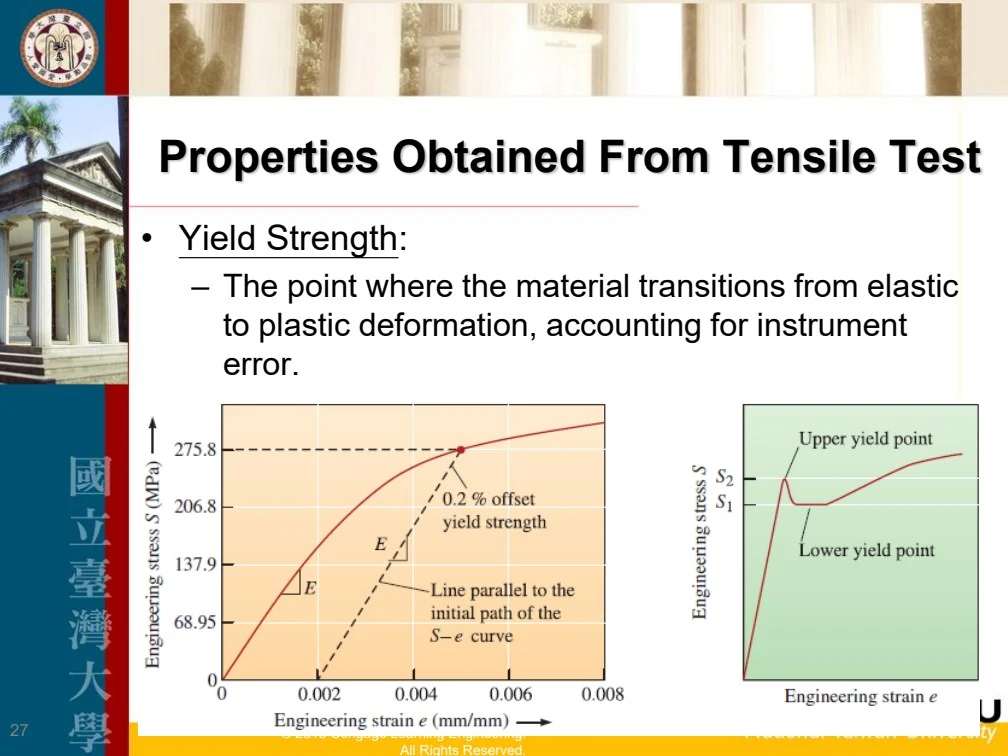 Properties Obtained From Tensile Test
• Yield Strength:
– The point where the material transitions from elastic
to plastic deformation, accounting for instrument
error.
Engineering stress S (MPa)
275.8
206.8
137.9
68.95
0
0
0.002
0.004
0.006
0.008
Engineering strain e (mm/mm)
0.2 % offset
yield strength
E
E
Line parallel to the
initial path of the
S–e curve
Engineering stress S
S2
S1
Upper yield point
Lower yield point
Engineering strain e
國立臺灣大學
27
All Rights Reserved.
U